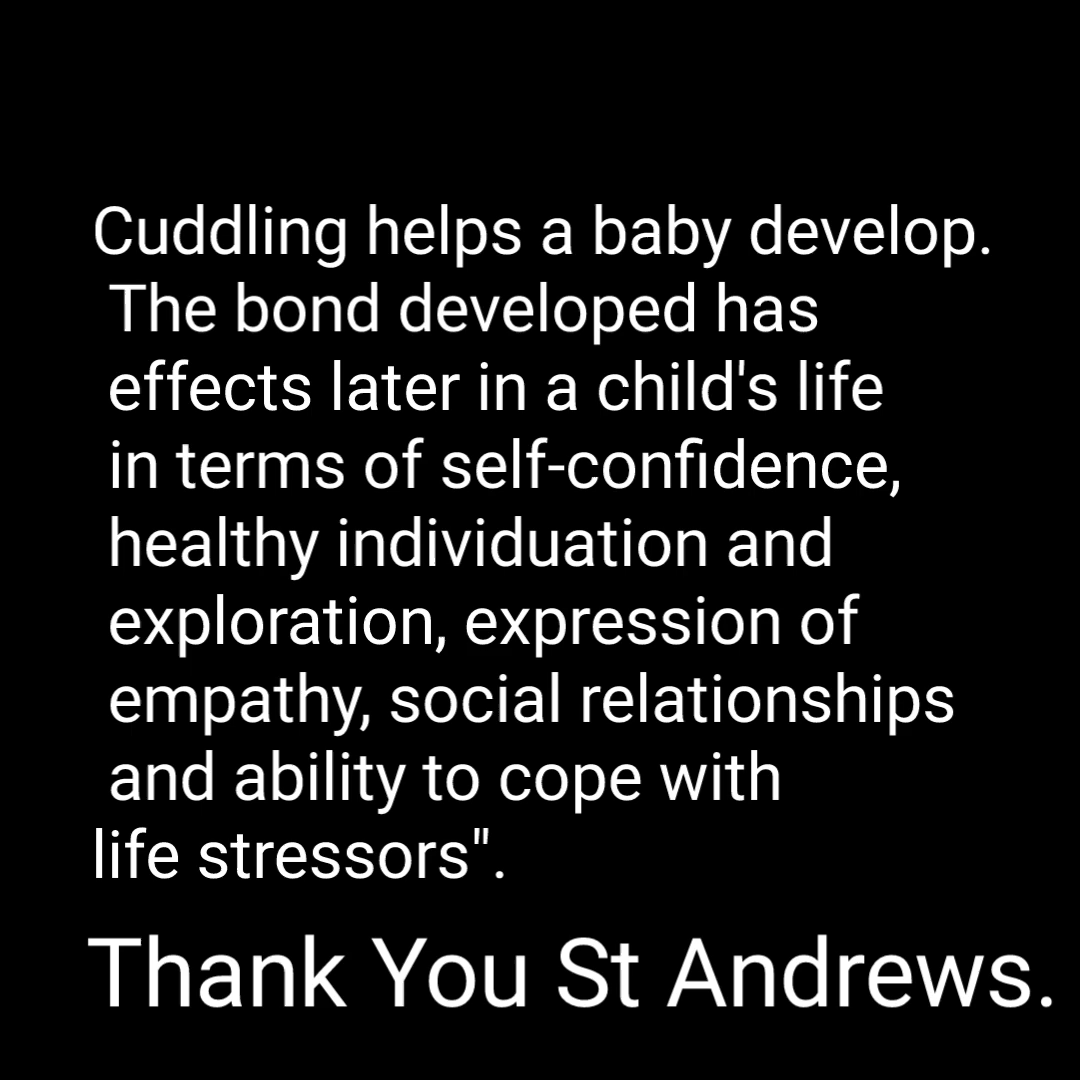 Cuddling helps a baby develop.
The bond developed has
effects later in a child's life
in terms of self-confidence,
healthy individuation and
exploration, expression of
empathy, social relationships
and ability to cope with
life stressors".
Thank You St Andrews.